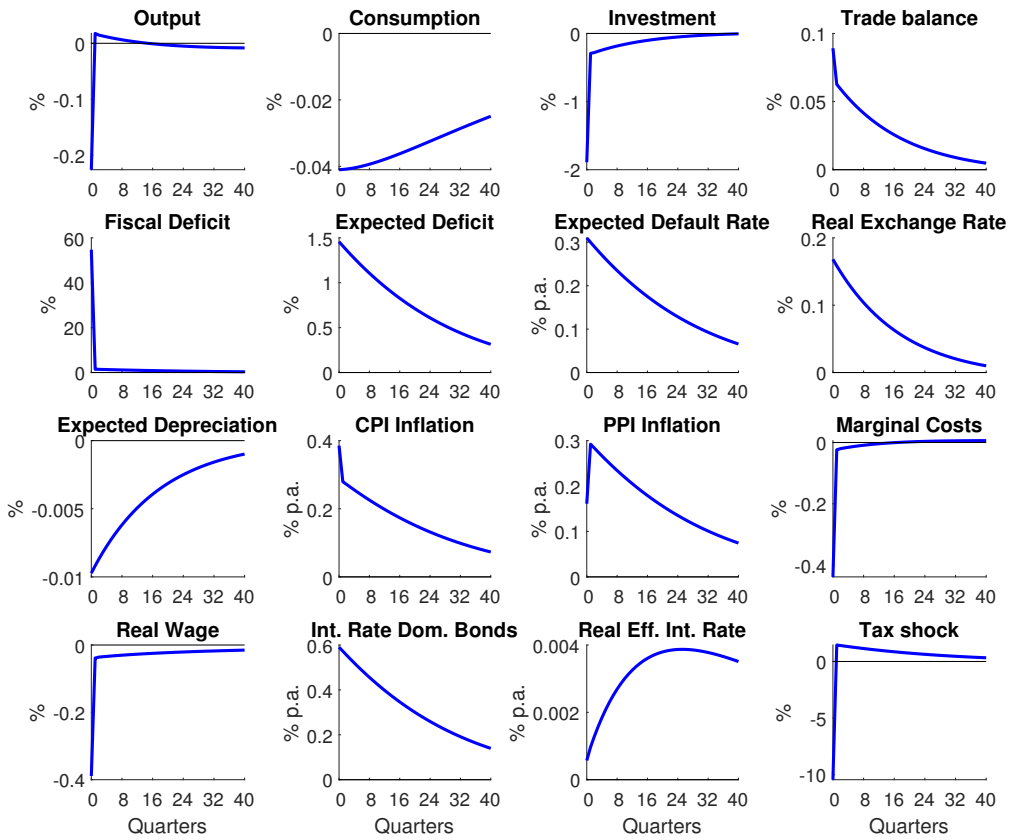 Output
%
0
-0.1
-0.2
0 8 16 24 32 40
Consumption
%
0
-0.02
-0.04
0 8 16 24 32 40
Investment
%
0
-1
-2
0 8 16 24 32 40
Trade balance
%
0.1
0.05
0
0 8 16 24 32 40
Fiscal Deficit
%
60
40
20
0
0 8 16 24 32 40
Expected Deficit
%
1.5
1
0.5
0
0 8 16 24 32 40
Expected Default Rate
% p.a.
0.3
0.2
0.1
0
0 8 16 24 32 40
Real Exchange Rate
%
0.2
0.1
0
0 8 16 24 32 40
Expected Depreciation
%
0
-0.005
-0.01
0 8 16 24 32 40
CPI Inflation
% p.a.
0.4
0.2
0
0 8 16 24 32 40
PPI Inflation
% p.a.
0.3
0.2
0.1
0
0 8 16 24 32 40
Marginal Costs
%
0
-0.2
-0.4
0 8 16 24 32 40
Real Wage
%
0
-0.2
-0.4
0 8 16 24 32 40
Quarters
Int. Rate Dom. Bonds
% p.a.
0.6
0.4
0.2
0
0 8 16 24 32 40
Quarters
Real Eff. Int. Rate
% p.a.
0.004
0.002
0
0 8 16 24 32 40
Quarters
Tax shock
%
0
-5
-10
0 8 16 24 32 40
Quarters